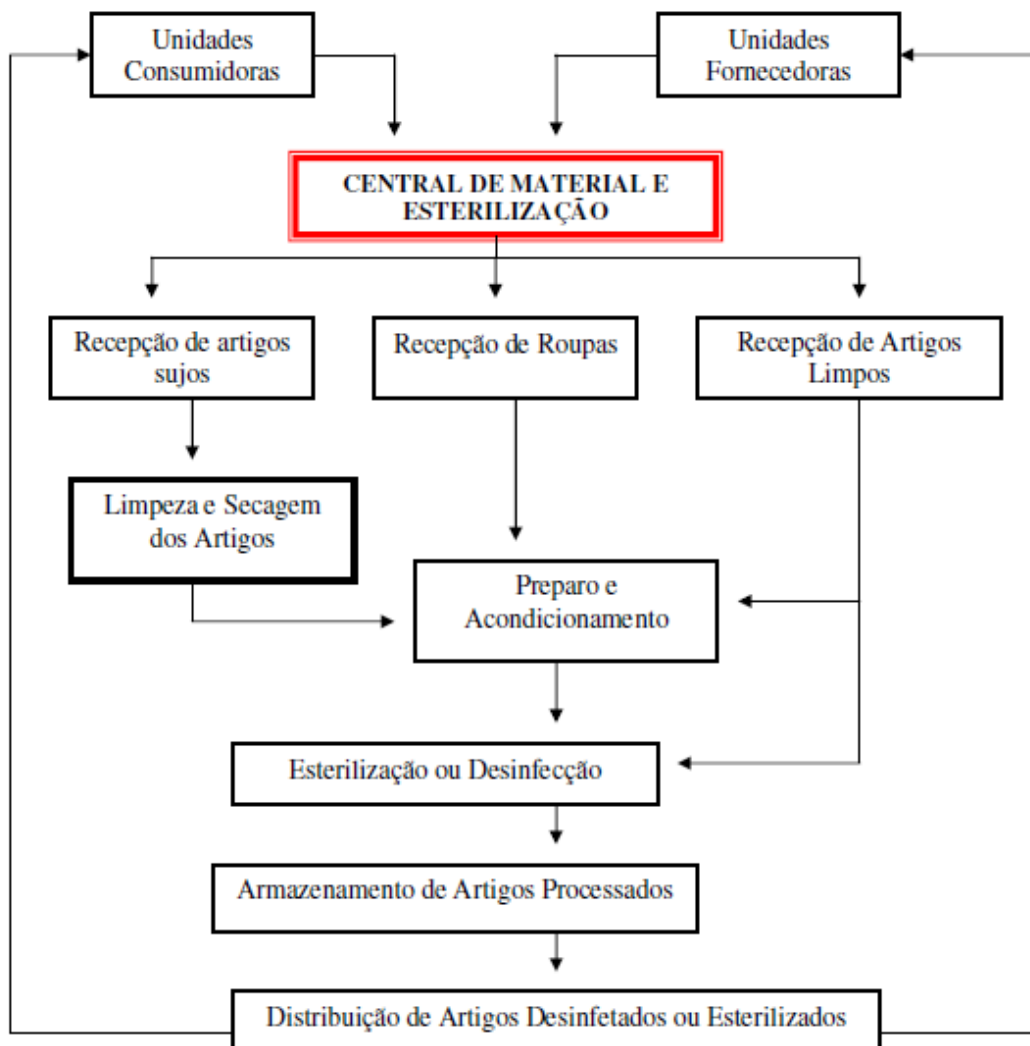 Unidades
Consumidoras
Unidades
Fornecedoras
CENTRAL DE MATERIAL E
ESTERILIZAÇÃO
Recepção de artigos
sujos
Recepção de Roupas
Recepção de Artigos
Limpos
Limpeza e Secagem
dos Artigos
Preparo e
Acondicionamento
Esterilização ou Desinfecção
Armazenamento de Artigos Processados
Distribuição de Artigos Desinfetados ou Esterilizados